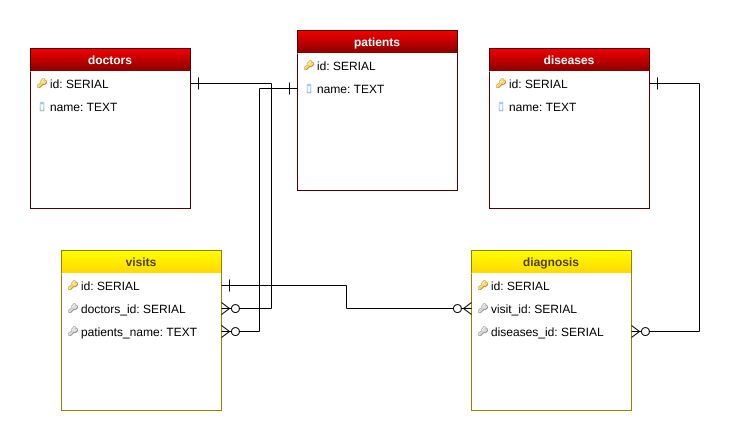 doctors
id: SERIAL
name: TEXT
patients
id: SERIAL
name: TEXT
diseases
id: SERIAL
name: TEXT
visits
id: SERIAL
doctors_id: SERIAL
patients_name: TEXT
diagnosis
id: SERIAL
visit_id: SERIAL
diseases_id: SERIAL